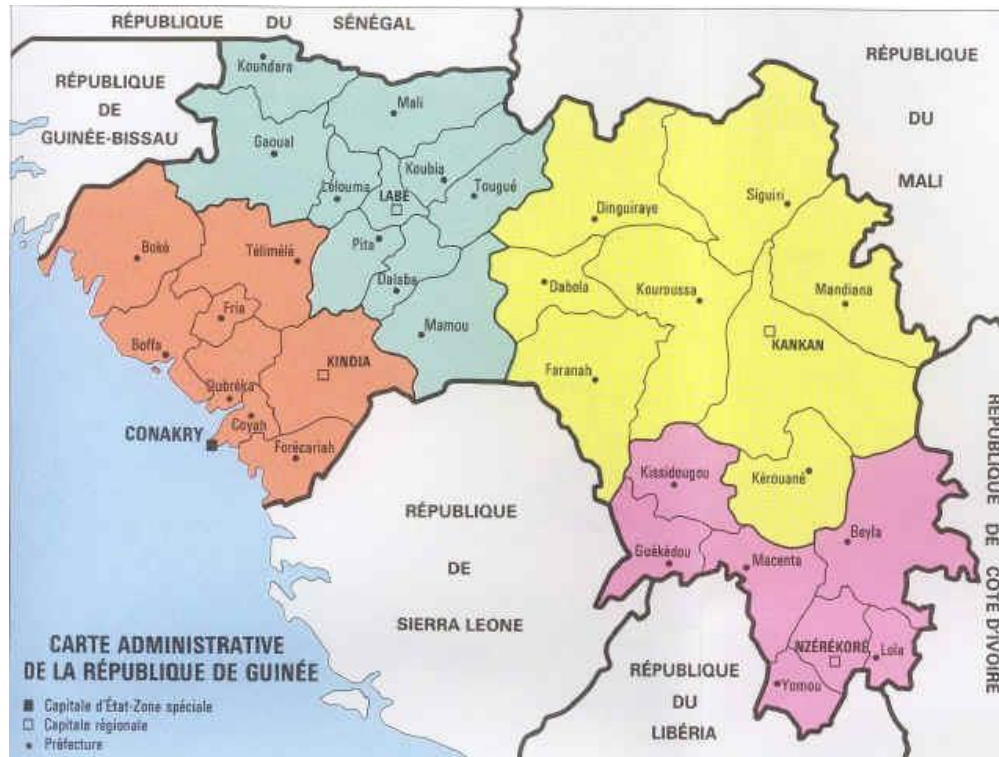 RÉPUBLIQUE DU SÉNÉGAL
RÉPUBLIQUE
DE
GUINÉE-BISSAU
RÉPUBLIQUE
DU
MALI
Koundara
Mali
Gaoual
Koubia
Lélouma
LABÉ
Tougué
Siguiri
Dinguiraye
Pita
Boké
Télimélé
Dalaba
Dabola
Kouroussa
Mandiana
Fria
Mamou
KANKAN
Boffa
KINDIA
Faranah
Dubréka
Coyah
CONAKRY
Forécariah
Kissidougou
Kérouané
RÉPUBLIQUE
DE
SIERRA LEONE
Beyla
Guékédou
Macenta
RÉPUBLIQUE DE CÔTE D'IVOIRE
NZÉRÉKORÉ
Lola
Yomou
RÉPUBLIQUE
DU
LIBÉRIA
CARTE ADMINISTRATIVE
DE LA RÉPUBLIQUE DE GUINÉE
Capitale d'État-Zone spéciale
Capitale régionale
Préfecture